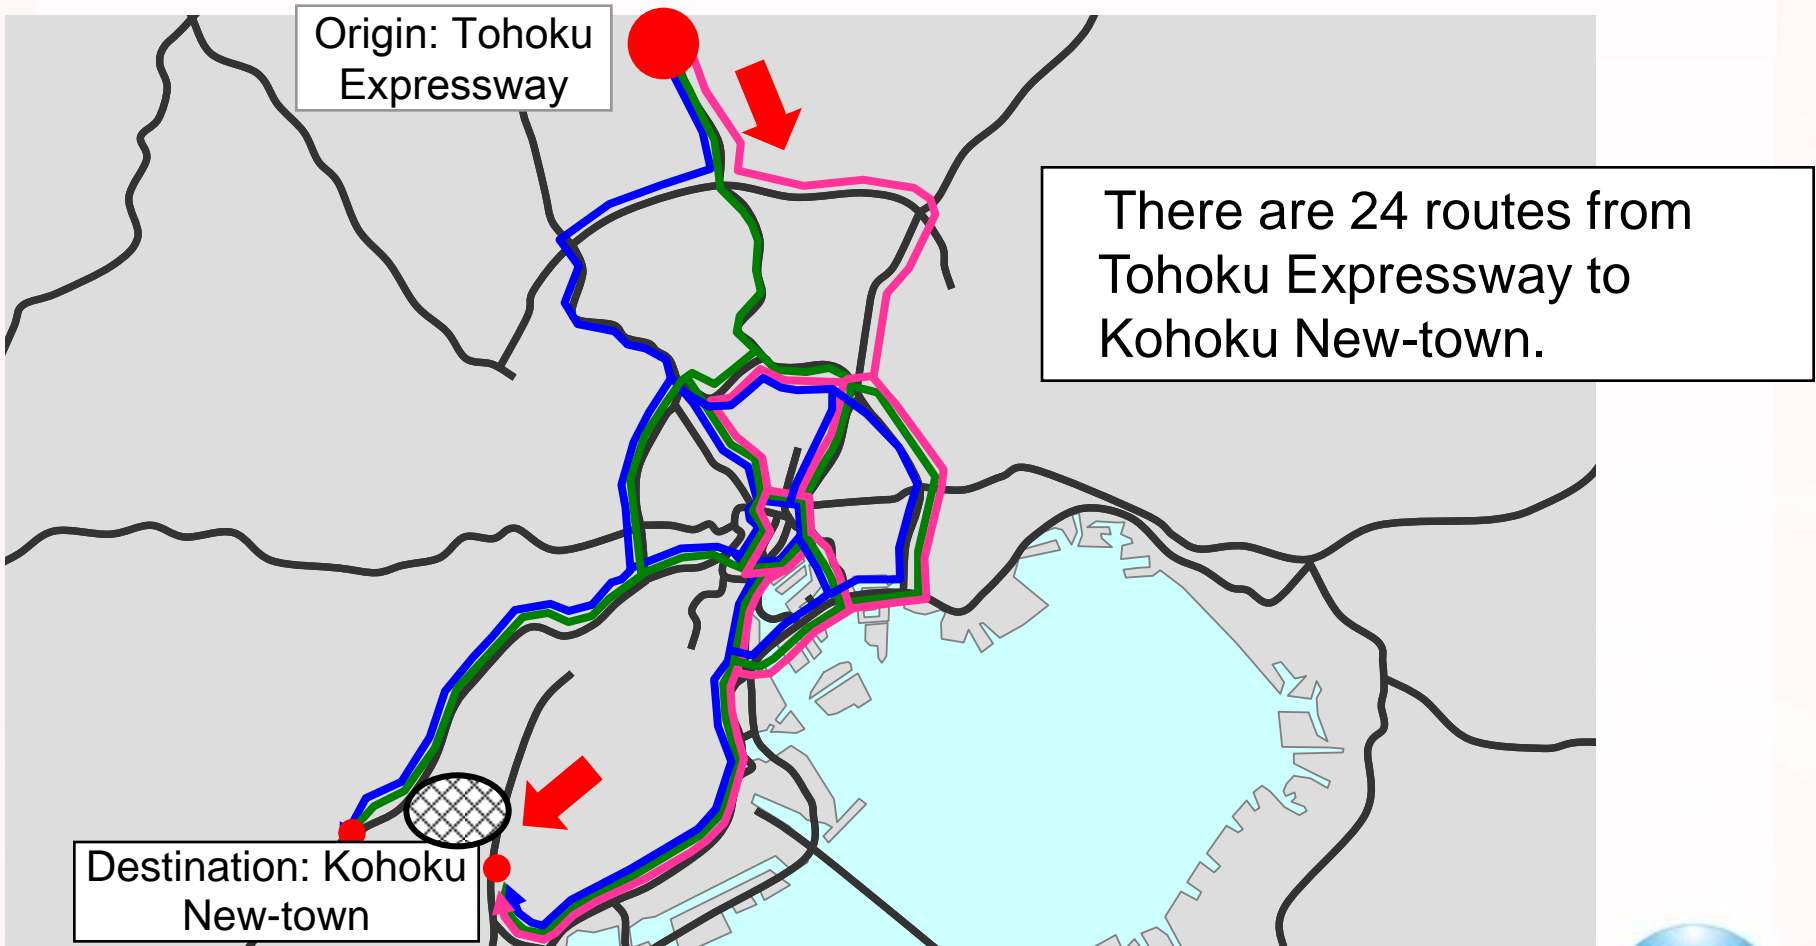 Origin: Tohoku
Expressway
There are 24 routes from
Tohoku Expressway to
Kohoku New-town.
Destination: Kohoku
New-town